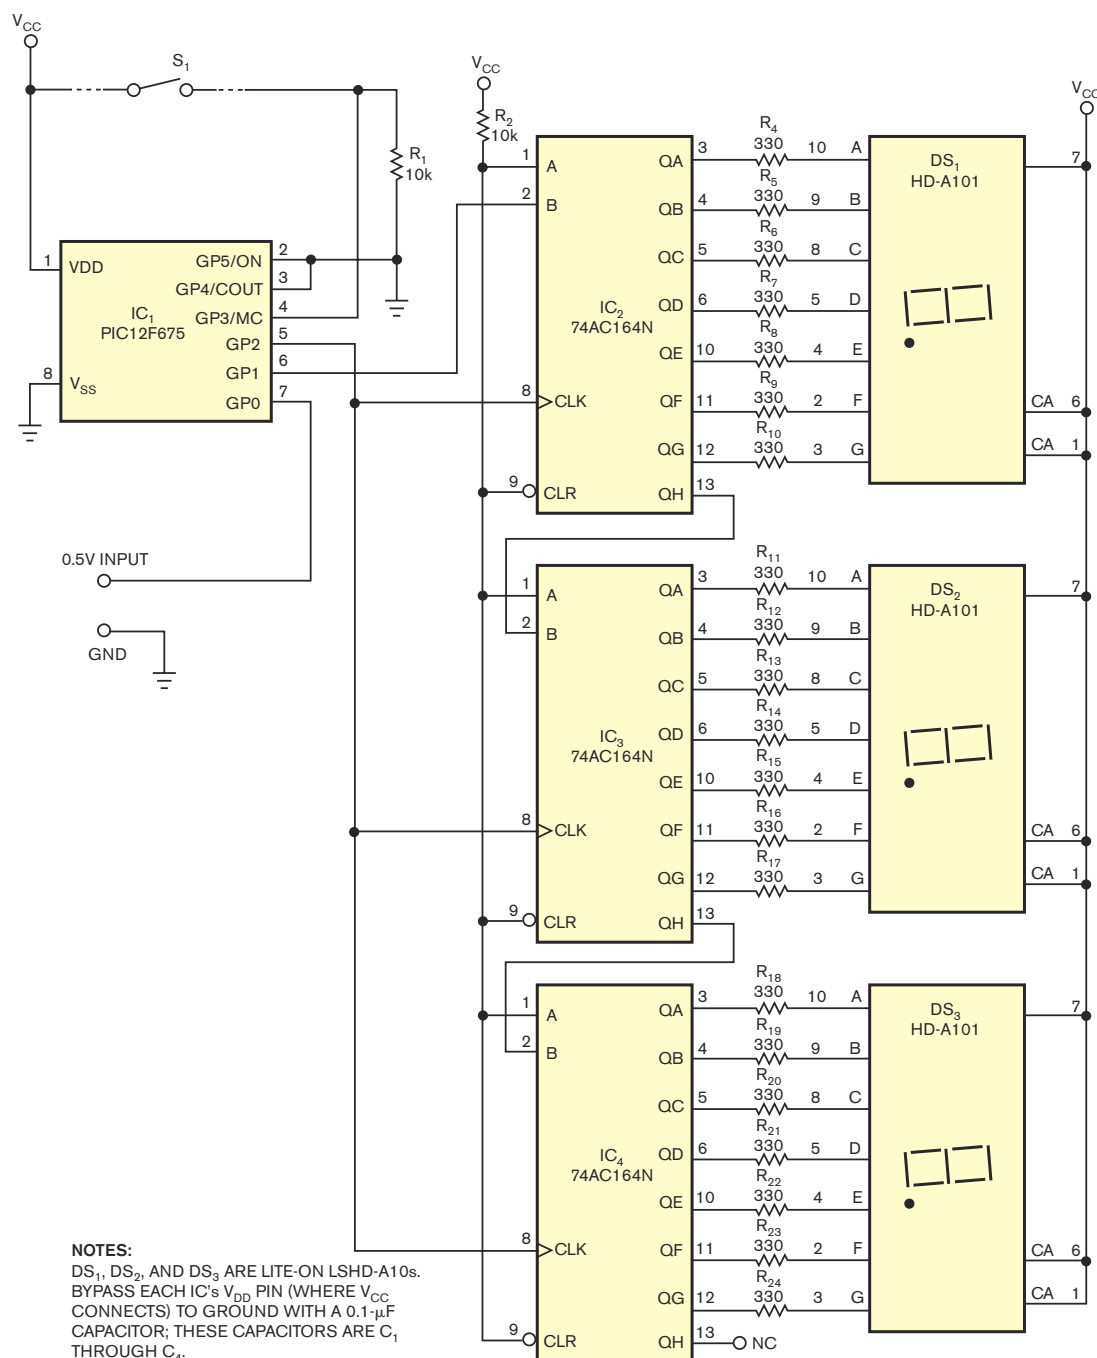 VCC
S1
R1
10k
1
VDD
IC1
PIC12F675
8
VSS
GP5/ON
2
GP4/COUT
3
GP3/MC
4
GP2
5
GP1
6
GP0
7
0.5V INPUT
GND
VCC
R2
10k
1
A
2
B
IC2
74AC164N
8
CLK
9
CLR
QA
3
R4
330
10
A
QB
4
R5
330
9
B
QC
5
R6
330
8
C
QD
6
R7
330
5
D
QE
10
R8
330
4
E
QF
11
R9
330
2
F
QG
12
R10
330
3
G
QH
13
VCC
DS1
HD-A101
7
CA 6
CA 1
1
A
2
B
IC3
74AC164N
8
CLK
9
CLR
QA
3
R11
330
10
A
QB
4
R12
330
9
B
QC
5
R13
330
8
C
QD
6
R14
330
5
D
QE
10
R15
330
4
E
QF
11
R16
330
2
F
QG
12
R17
330
3
G
QH
13
DS2
HD-A101
7
CA 6
CA 1
1
A
2
B
IC4
74AC164N
8
CLK
9
CLR
QA
3
R18
330
10
A
QB
4
R19
330
9
B
QC
5
R20
330
8
C
QD
6
R21
330
5
D
QE
10
R22
330
4
E
QF
11
R23
330
2
F
QG
12
R24
330
3
G
QH
13
NC
DS3
HD-A101
7
CA 6
CA 1
NOTES:
DS1, DS2, AND DS3 ARE LITE-ON LSHD-A10s.
BYPASS EACH IC's VDD PIN (WHERE VCC
CONNECTS) TO GROUND WITH A 0.1-μF
CAPACITOR; THESE CAPACITORS ARE C1
THROUGH C4.